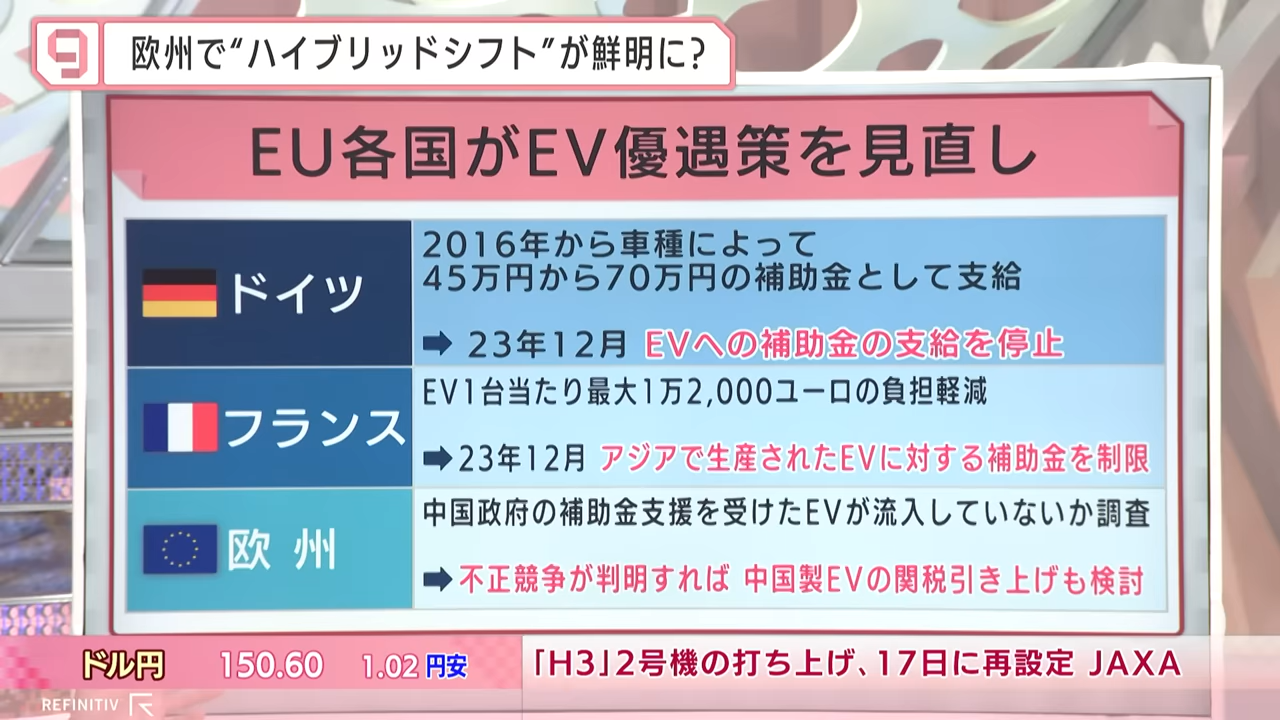 9 欧州で“ハイブリッドシフト”が鮮明に?
EU各国がEV優遇策を見直し
ドイツ
2016年から車種によって
45万円から70万円の補助金として支給
➡ 23年12月 EVへの補助金の支給を停止
フランス
EV1台当たり最大1万2,000ユーロの負担軽減
➡23年12月 アジアで生産されたEVに対する補助金を制限
欧 州
中国政府の補助金支援を受けたEVが流入していないか調査
➡不正競争が判明すれば 中国製EVの関税引き上げも検討
ドル円 150.60 1.02 円安
「H3」2号機の打ち上げ、17日に再設定 JAXA
REFINITIV